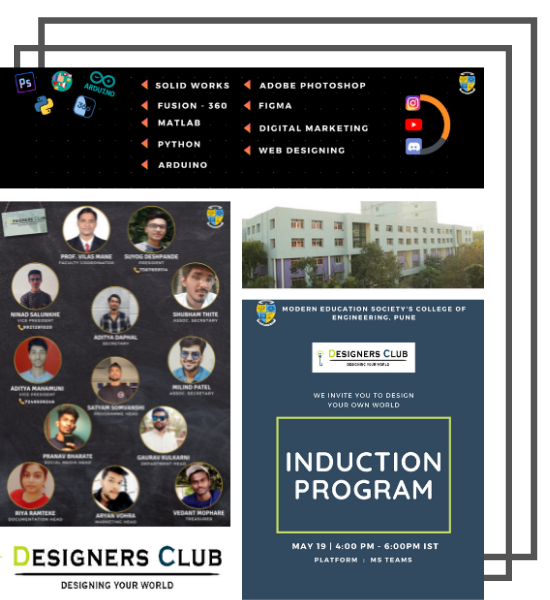 Ps
ARDUINO
360
SOLID WORKS
FUSION - 360
MATLAB
PYTHON
ARDUINO
ADOBE PHOTOSHOP
FIGMA
DIGITAL MARKETING
WEB DESIGNING
DESIGNERS CLUB
PROF. VILAS MANE
FACULTY COORDINATOR
SUYOG DESHPANDE
PRESIDENT
NINAD SALUNKHE
VICE PRESIDENT
ADITYA DAPHAL
SECRETARY
SHUBHAM THITE
ASSOC. SECRETARY
ADITYA MAHAMUNI
VICE PRESIDENT
SATYAM SOMVANSHI
PROGRAMME HEAD
MILIND PATEL
ASSOC. SECRETARY
PRANAV BHARATE
SOCIAL MEDIA HEAD
GAURAV KULKARNI
DEPARTMENT HEAD
RIYA RAMTEKE
DOCUMENTATION HEAD
ARYAN VOHRA
MARKETING HEAD
VEDANT MOPHARE
TREASURER
DESIGNERS CLUB
DESIGNING YOUR WORLD
MODERN EDUCATION SOCIETY'S COLLEGE OF
ENGINEERING, PUNE
DESIGNERS CLUB
DESIGNING YOUR WORLD
WE INVITE YOU TO DESIGN
YOUR OWN WORLD
INDUCTION
PROGRAM
MAY 19 | 4:00 PM - 6:00PM IST
PLATFORM : MS TEAMS